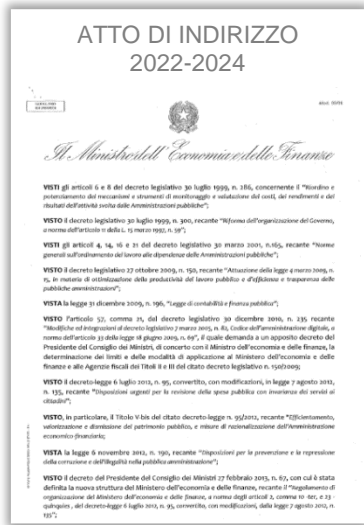 ATTO DI INDIRIZZO
2022-2024
Il Ministro dell'Economia e delle Finanze
VISTI gli articoli 6 e 8 del decreto legislativo 30 luglio 1999, n. 286, concernente il "Riordino e
potenziamento dei meccanismi e strumenti di monitoraggio e valutazione dei costi, dei rendimenti e dei
risultati dell'attività svolta dalle Amministrazioni pubbliche";
VISTO il decreto legislativo 30 luglio 1999, n. 300, recante "Riforma dell'organizzazione del Governo,
a norma dell'articolo 11 della L. 15 marzo 1997, n. 59";
VISTI gli articoli 4, 14, 16 e 21 del decreto legislativo 30 marzo 2001, n.165, recante "Norme
generali sull'ordinamento del lavoro alle dipendenze delle Amministrazioni pubbliche";
VISTO il decreto legislativo 27 ottobre 2009, n. 150, recante "Attuazione della legge 4 marzo 2009, n.
15, in materia di ottimizzazione della produttività del lavoro pubblico e d'efficienza e trasparenza delle
pubbliche amministrazioni";
VISTA la legge 31 dicembre 2009, n. 196, "Legge di contabilità e finanza pubblica";
VISTO l'articolo 57, comma 21, del decreto legislativo 30 dicembre 2010, n. 235 recante
"Modifiche ed integrazioni al decreto legislativo 7 marzo 2005, n. 82, Codice dell'amministrazione digitale, a
norma dell'articolo 33 della legge 18 giugno 2009, n. 69", il quale demanda a un apposito decreto del
Presidente del Consiglio dei Ministri, di concerto con il Ministro dell'economia e delle finanze, la
determinazione dei limiti e delle modalità di applicazione al Ministero dell'economia e delle
finanze e alle Agenzie fiscali dei Titoli II e III del citato decreto legislativo n. 150/2009;
VISTO il decreto-legge 6 luglio 2012, n. 95, convertito, con modificazioni, in legge 7 agosto 2012,
n. 135, recante "Disposizioni urgenti per la revisione della spesa pubblica con invarianza dei servizi ai
cittadini";
VISTO, in particolare, il Titolo V-bis del citato decreto-legge n. 95/2012, recante "Efficientamento,
valorizzazione e dismissione del patrimonio pubblico, e misure di razionalizzazione dell'Amministrazione
economico-finanziaria;
VISTA la legge 6 novembre 2012, n. 190, recante "Disposizioni per la prevenzione e la repressione
della corruzione e dell'illegalità nella pubblica amministrazione";
VISTO il decreto del Presidente del Consiglio dei Ministri 27 febbraio 2013, n. 67, con cui è stata
definita la nuova struttura del Ministero dell'economia e delle finanze, recante il "Regolamento di
organizzazione del Ministero dell'economia e delle finanze, a norma degli articoli 2, comma 10-ter, e 23-
quinquies, del decreto-legge 6 luglio 2012, n. 95, convertito, con modificazioni, dalla legge 7 agosto 2012, n.
135";